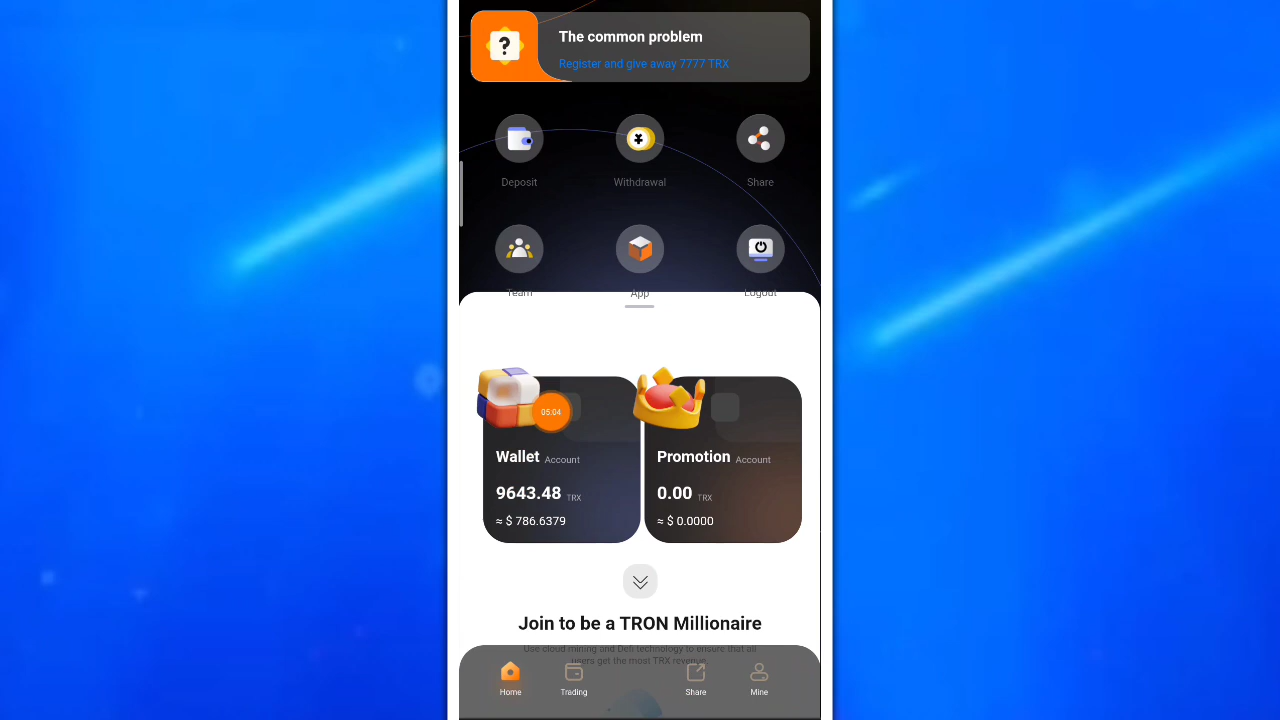 The common problem
Register and give away 7777 TRX
Deposit
Withdrawal
Share
Team
App
Logout
05:04
Wallet Account
Promotion Account
9643.48 TRX
0.00 TRX
≈ $ 786.6379
≈ $ 0.0000
Join to be a TRON Millionaire
Use cloud mining and Defi technology to ensure that all
users get the most TRX revenue.
Home
Trading
Share
Mine